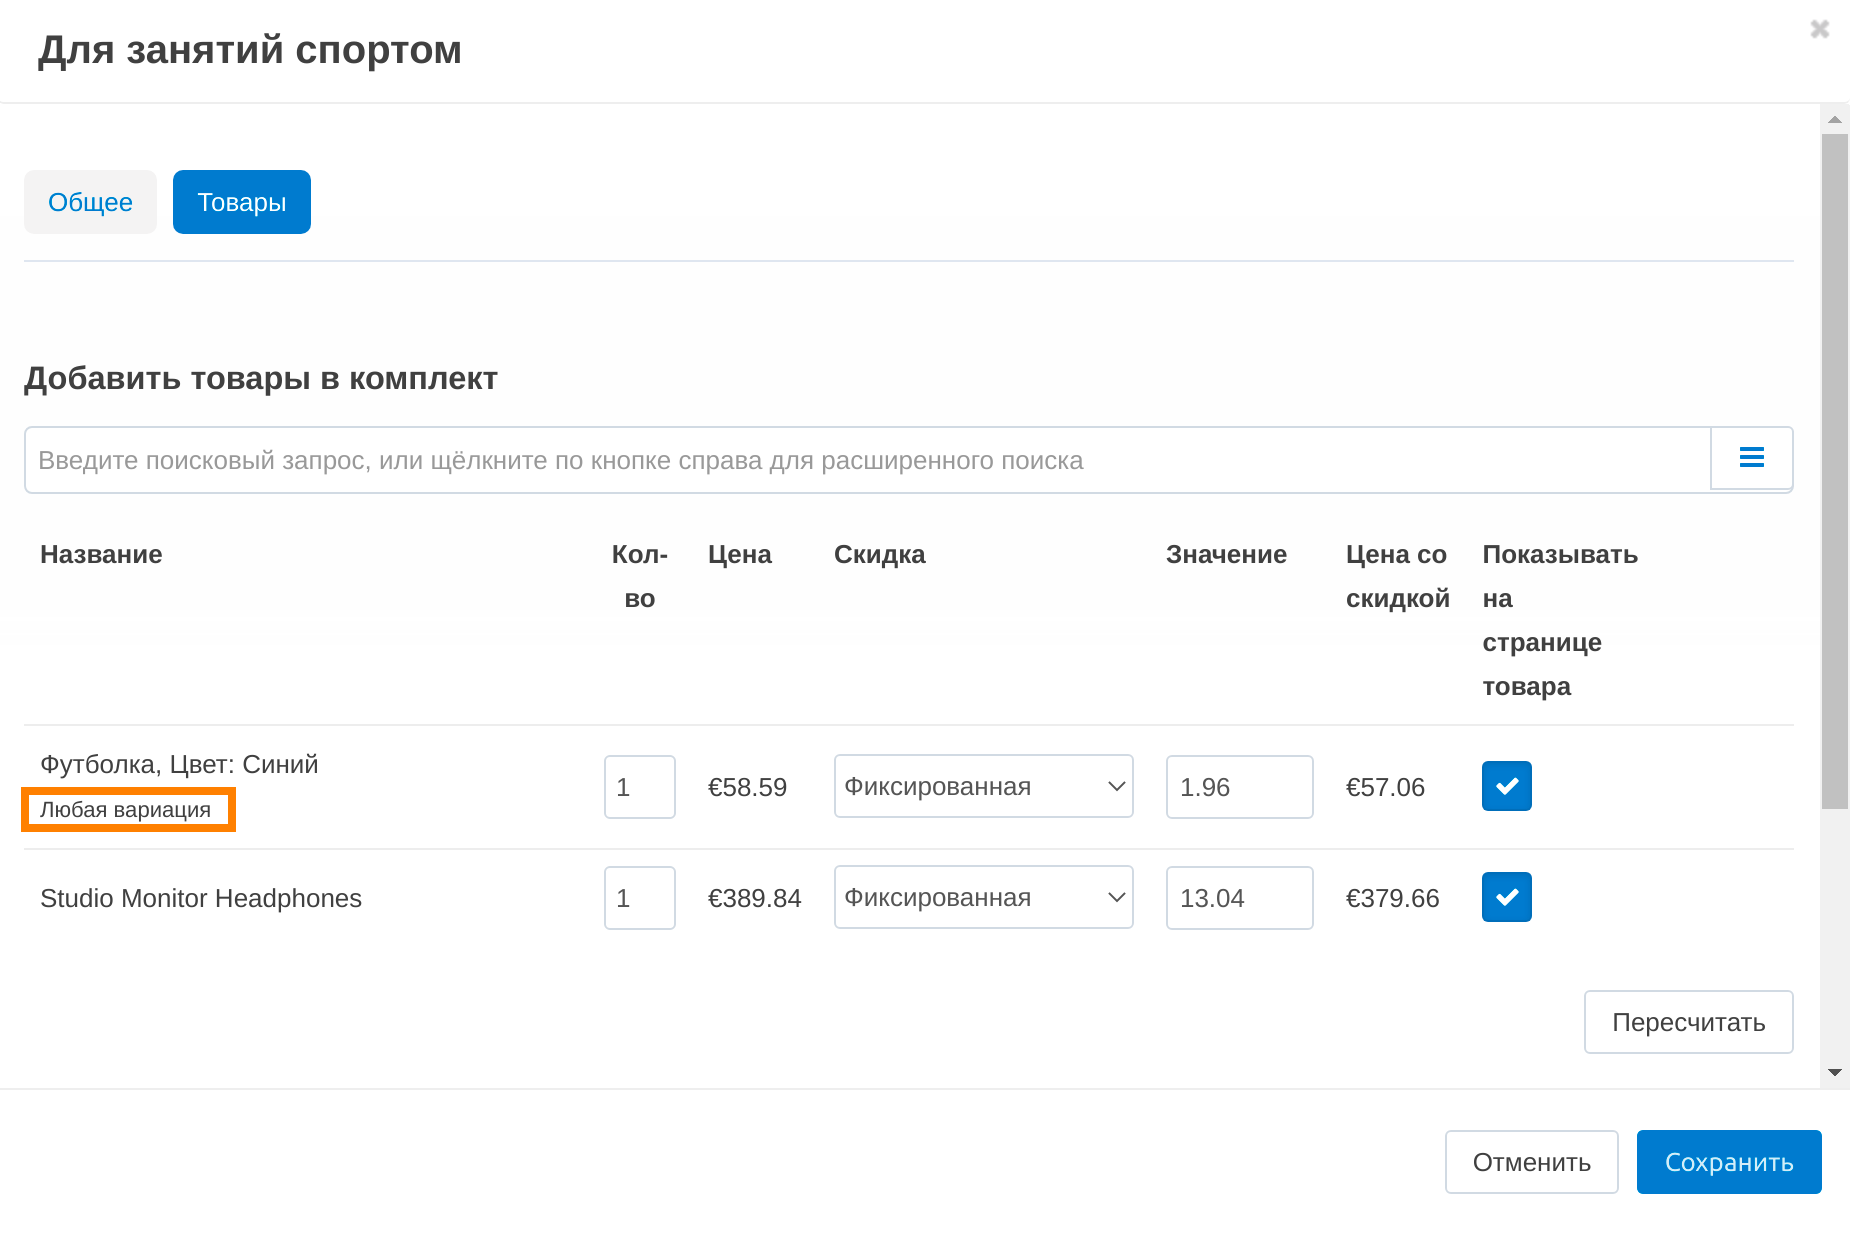 Для занятий спортом
Общее
Товары
Добавить товары в комплект
Введите поисковый запрос, или щёлкните по кнопке справа для расширенного поиска
Название
Кол-
во
Цена
Скидка
Значение
Цена со
скидкой
Показывать
на
странице
товара
Футболка, Цвет: Синий
Любая вариация
1
€58.59
Фиксированная
1.96
€57.06
Studio Monitor Headphones
1
€389.84
Фиксированная
13.04
€379.66
Пересчитать
Отменить
Сохранить